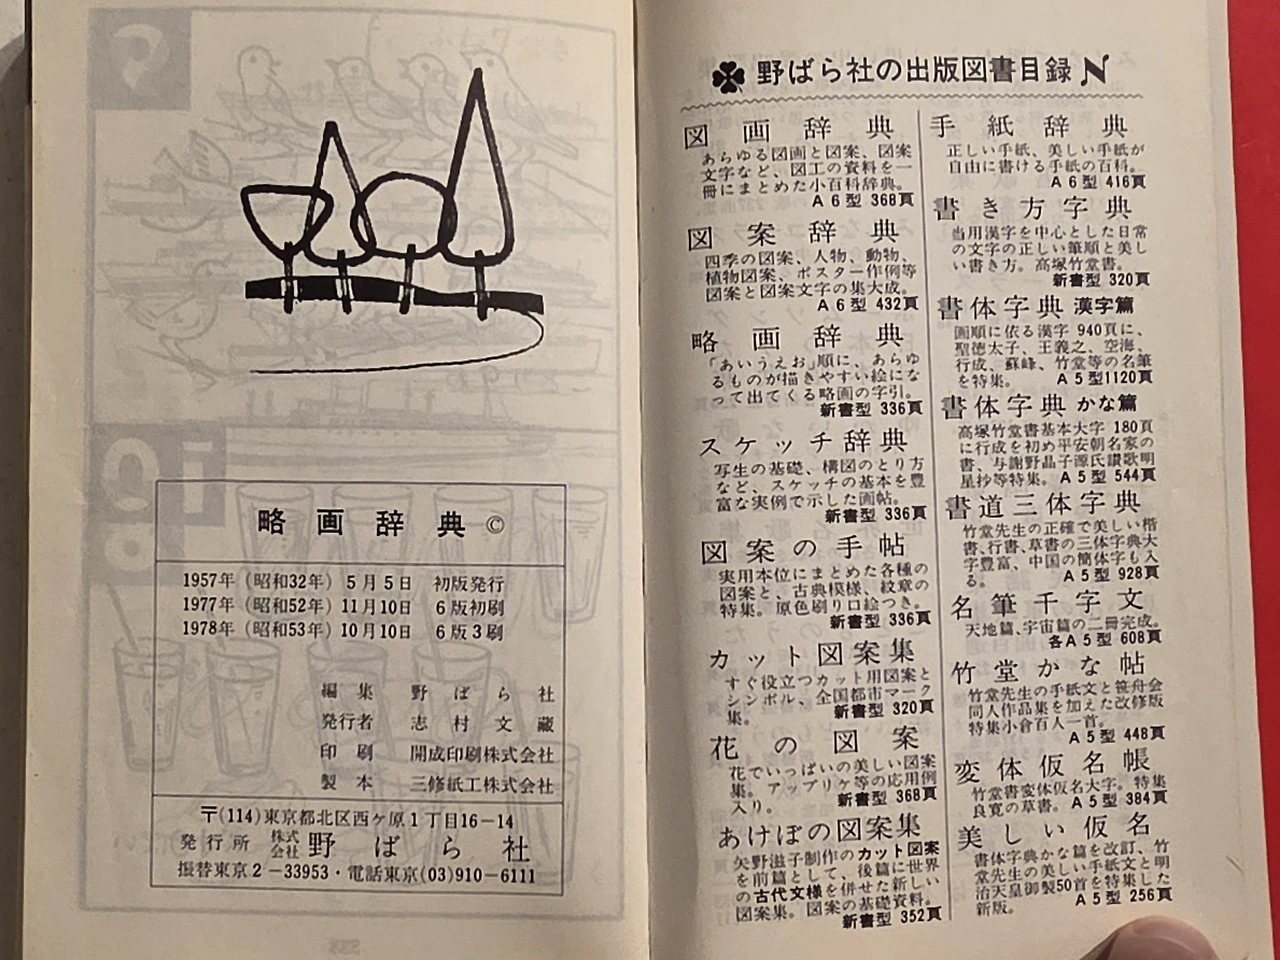 略画辞典 ©
1957年（昭和32年）5月5日 初版発行
1977年（昭和52年）11月10日 6版初刷
1978年（昭和53年）10月10日 6版3刷
編集 野ばら社
発行者 志村文蔵
印刷 開成印刷株式会社
製本 三修紙工株式会社
〒(114)東京都北区西ヶ原1丁目16-14
発行所 株式会社 野ばら社
振替東京2-33953・電話東京(03)910-6111
野ばら社の出版図書目録 N
図画辞典
あらゆる図画と図案、図案
文字など、図工の資料を一
冊にまとめた小百科辞典。
A6型 368頁
図案辞典
四季の図案、人物、動物、
植物図案、ポスター作例等
図案と図案文字の集大成。
A6型 432頁
略画辞典
「あいうえお」順に、あらゆ
るものが描きやすい絵にな
って出てくる略画の字引。
新書型 336頁
スケッチ辞典
写生の基礎、構図のとり方
など、スケッチの基本を豊
富な実例で示した画帖。
新書型 336頁
図案の手帖
実用本位にまとめた各種の
図案と、古典模様、紋章の
特集。原色刷り口絵つき。
新書型 336頁
カット図案集
すぐ役立つカット用図案と
シンボル、全国都市マーク
集。 新書型 320頁
花の図案
花でいっぱいの美しい図案
集。アップリケ等の応用例
入り。 新書型 368頁
あけぼの図案集
矢野滋子制作のカット図案
を前篇として、後篇に世界
の古代文様を併せた新しい
図案集。図案の基礎資料。
新書型 352頁
手紙辞典
正しい手紙、美しい手紙が
自由に書ける手紙の百科。
A6型 416頁
書き方字典
当用漢字を中心とした日常
の文字の正しい筆順と美し
い書き方。高塚竹堂書。
新書型 320頁
書体字典 漢字篇
画順に依る漢字 940頁に、
聖徳太子、王義之、空海、
行成、蘇峰、竹堂等の名筆
を特集。 A5型1120頁
書体字典 かな篇
高塚竹堂書基本大字 180頁
に行成を初め平安朝名家の
書、与謝野晶子源氏讃歌明
星抄等特集。A5型 544頁
書道三体字典
竹堂先生の正確で美しい楷
書、行書、草書の三体字典大
字豊富、中国の簡体字も入
る。 A5型 928頁
名筆千字文
天地篇、宇宙篇の二冊完成。
各A5型 608頁
竹堂かな帖
竹堂先生の手紙文と笹舟会
同人作品集を加えた改修版
特集小倉百人一首。
A5型 448頁
変体仮名帳
竹堂書変体仮名大字。特集
良寛の草書。A5型 384頁
美しい仮名
書体字典かな篇を改訂、竹
堂先生の美しい手紙文と明
治天皇御製50首を特集した
新版。 A5型 256頁